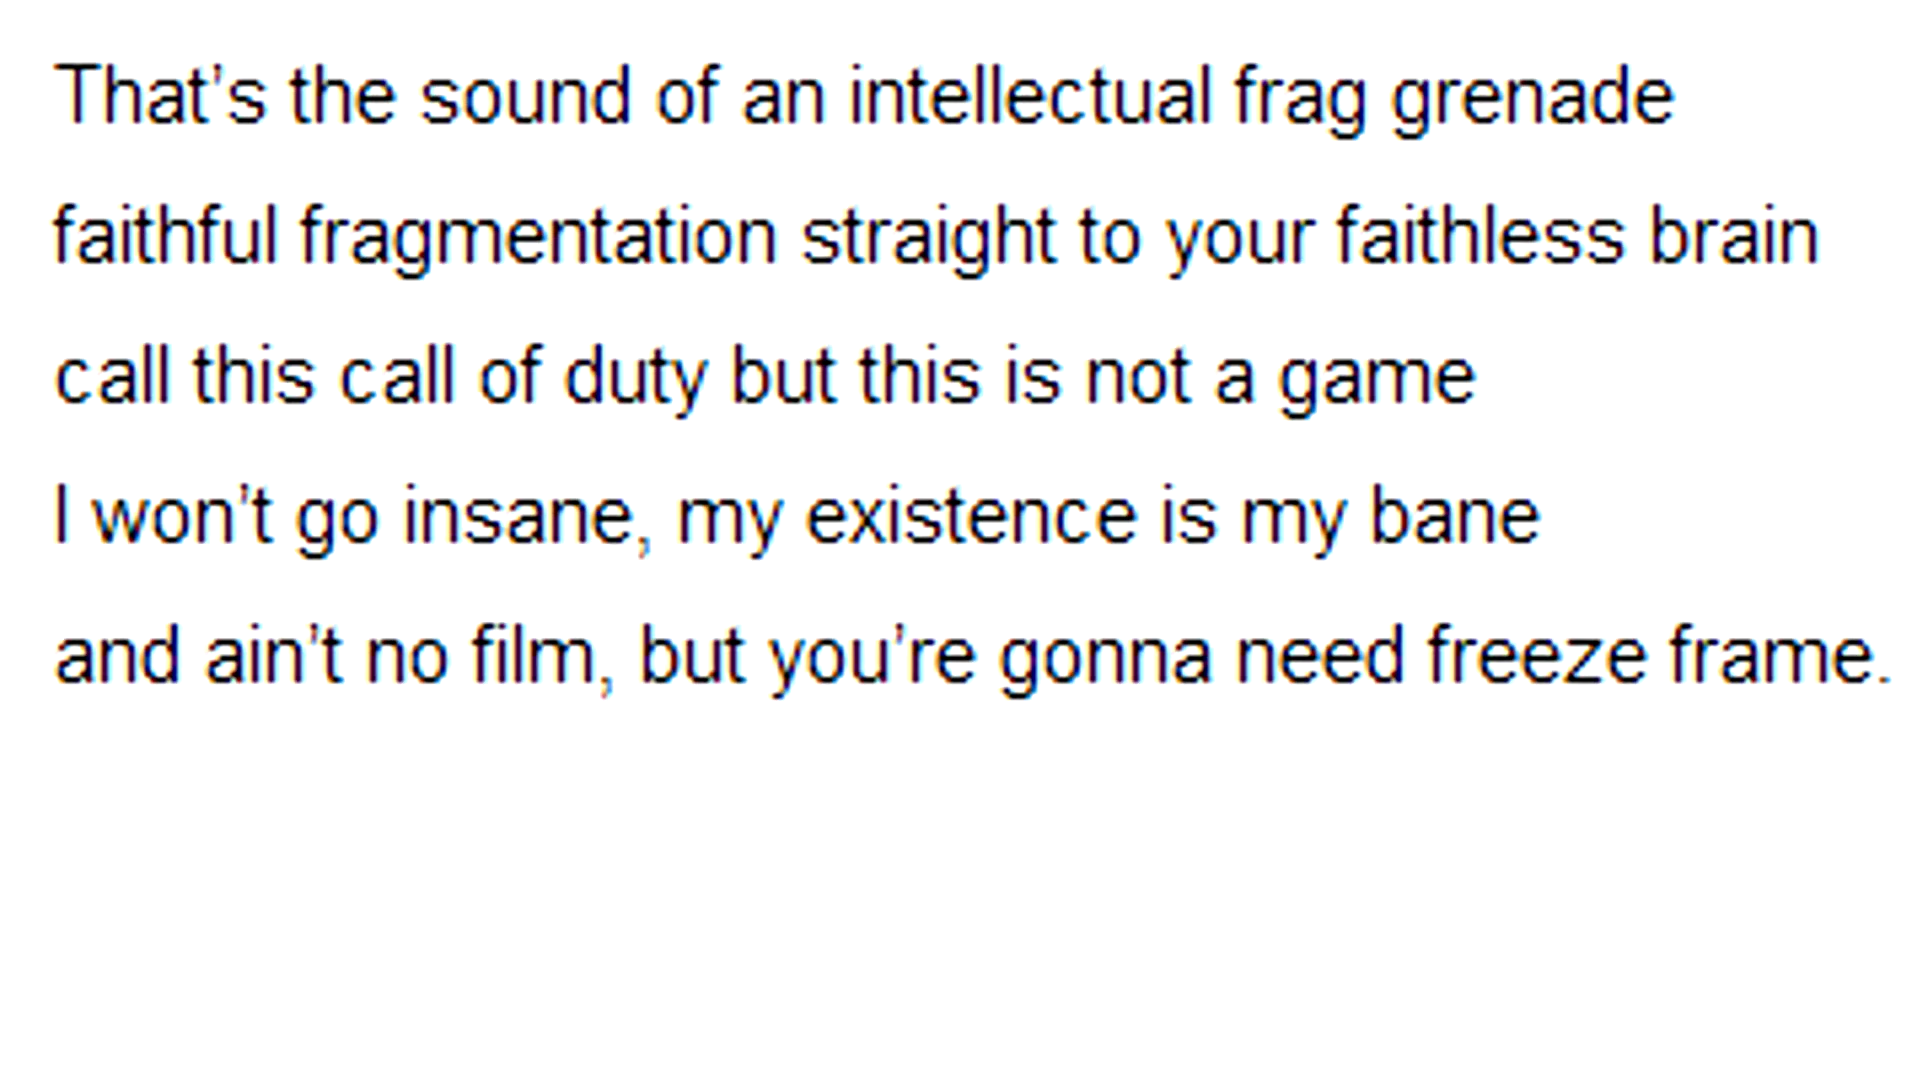 That’s the sound of an intellectual frag grenade
faithful fragmentation straight to your faithless brain
call this call of duty but this is not a game
I won’t go insane, my existence is my bane
and ain’t no film, but you’re gonna need freeze frame.